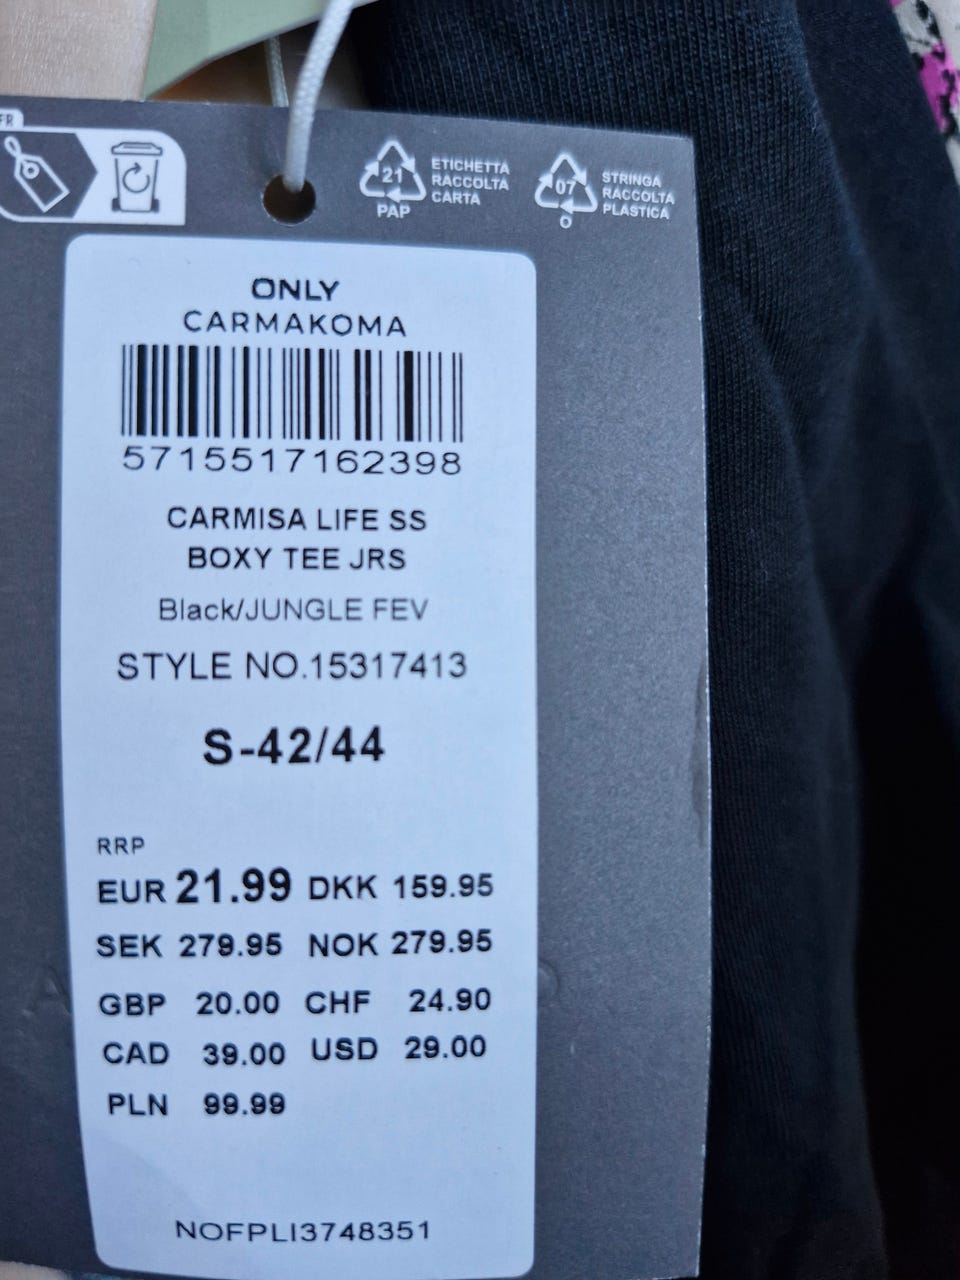 FR
21
PAP
ETICHETTA
RACCOLTA
CARTA
07
O
STRINGA
RACCOLTA
PLASTICA
ONLY
CARMAKOMA
5715517162398
CARMISA LIFE SS
BOXY TEE JRS
Black/JUNGLE FEV
STYLE NO.15317413
S-42/44
RRP
EUR 21.99 DKK 159.95
SEK 279.95 NOK 279.95
GBP 20.00 CHF 24.90
CAD 39.00 USD 29.00
PLN 99.99
NOFPLI3748351